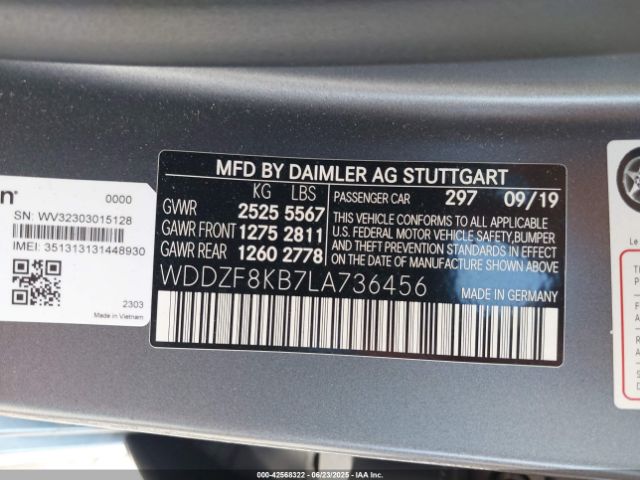 n
0000
SN: WV32303015128
IMEI: 351313131448930
2303
Made in Vietnam
MFD BY DAIMLER AG STUTTGART
KG LBS
GVWR 2525 5567
GAWR FRONT 1275 2811
GAWR REAR 1260 2778
PASSENGER CAR 297 09/19
THIS VEHICLE CONFORMS TO ALL APPLICABLE
U.S. FEDERAL MOTOR VEHICLE SAFETY, BUMPER
AND THEFT PREVENTION STANDARDS IN EFFECT
ON THE DATE OF MANUFACTURE SHOWN ABOVE.
WDDZF8KB7LA736456
MADE IN GERMANY
000-42568322 - 06/23/2025 - IAAI.COM